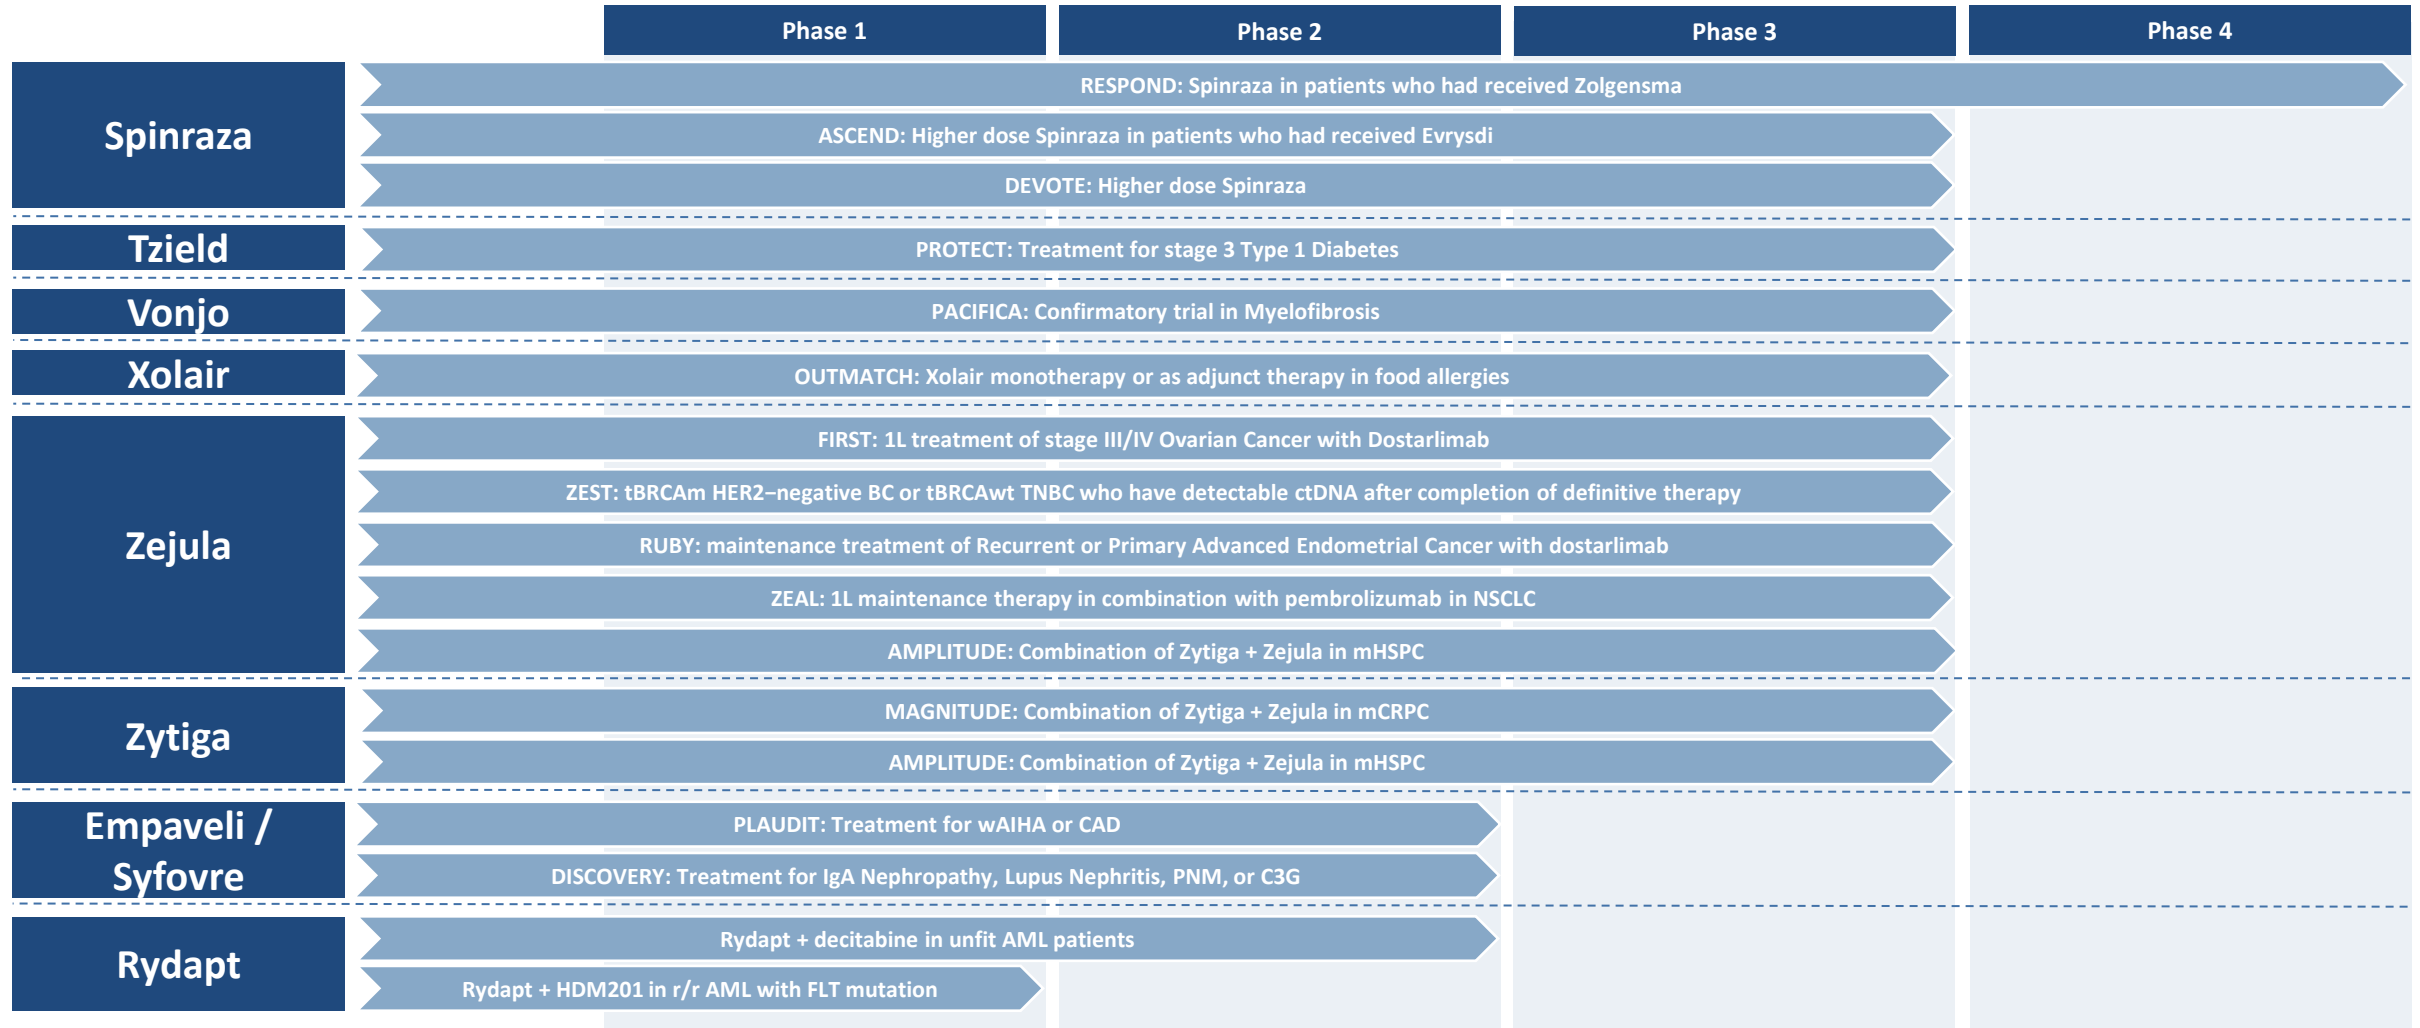 Phase 1
Phase 2
Phase 3
Phase 4
Spinraza
RESPOND: Spinraza in patients who had received Zolgensma
ASCEND: Higher dose Spinraza in patients who had received Evrysdi
DEVOTE: Higher dose Spinraza
Tzield
PROTECT: Treatment for stage 3 Type 1 Diabetes
Vonjo
PACIFICA: Confirmatory trial in Myelofibrosis
Xolair
OUTMATCH: Xolair monotherapy or as adjunct therapy in food allergies
Zejula
FIRST: 1L treatment of stage III/IV Ovarian Cancer with Dostarlimab
ZEST: tBRCAm HER2−negative BC or tBRCAwt TNBC who have detectable ctDNA after completion of definitive therapy
RUBY: maintenance treatment of Recurrent or Primary Advanced Endometrial Cancer with dostarlimab
ZEAL: 1L maintenance therapy in combination with pembrolizumab in NSCLC
AMPLITUDE: Combination of Zytiga + Zejula in mHSPC
Zytiga
MAGNITUDE: Combination of Zytiga + Zejula in mCRPC
AMPLITUDE: Combination of Zytiga + Zejula in mHSPC
Empaveli /
Syfovre
PLAUDIT: Treatment for wAIHA or CAD
DISCOVERY: Treatment for IgA Nephropathy, Lupus Nephritis, PNM, or C3G
Rydapt
Rydapt + decitabine in unfit AML patients
Rydapt + HDM201 in r/r AML with FLT mutation